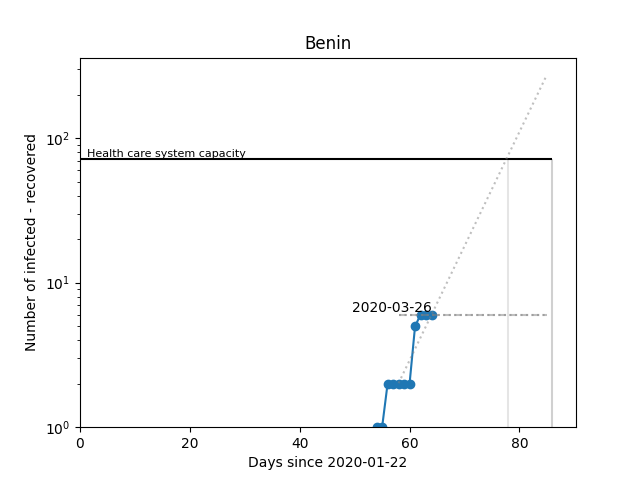 Benin
Number of infected - recovered
10²
10¹
10⁰
Health care system capacity
2020-03-26
0 20 40 60 80
Days since 2020-01-22